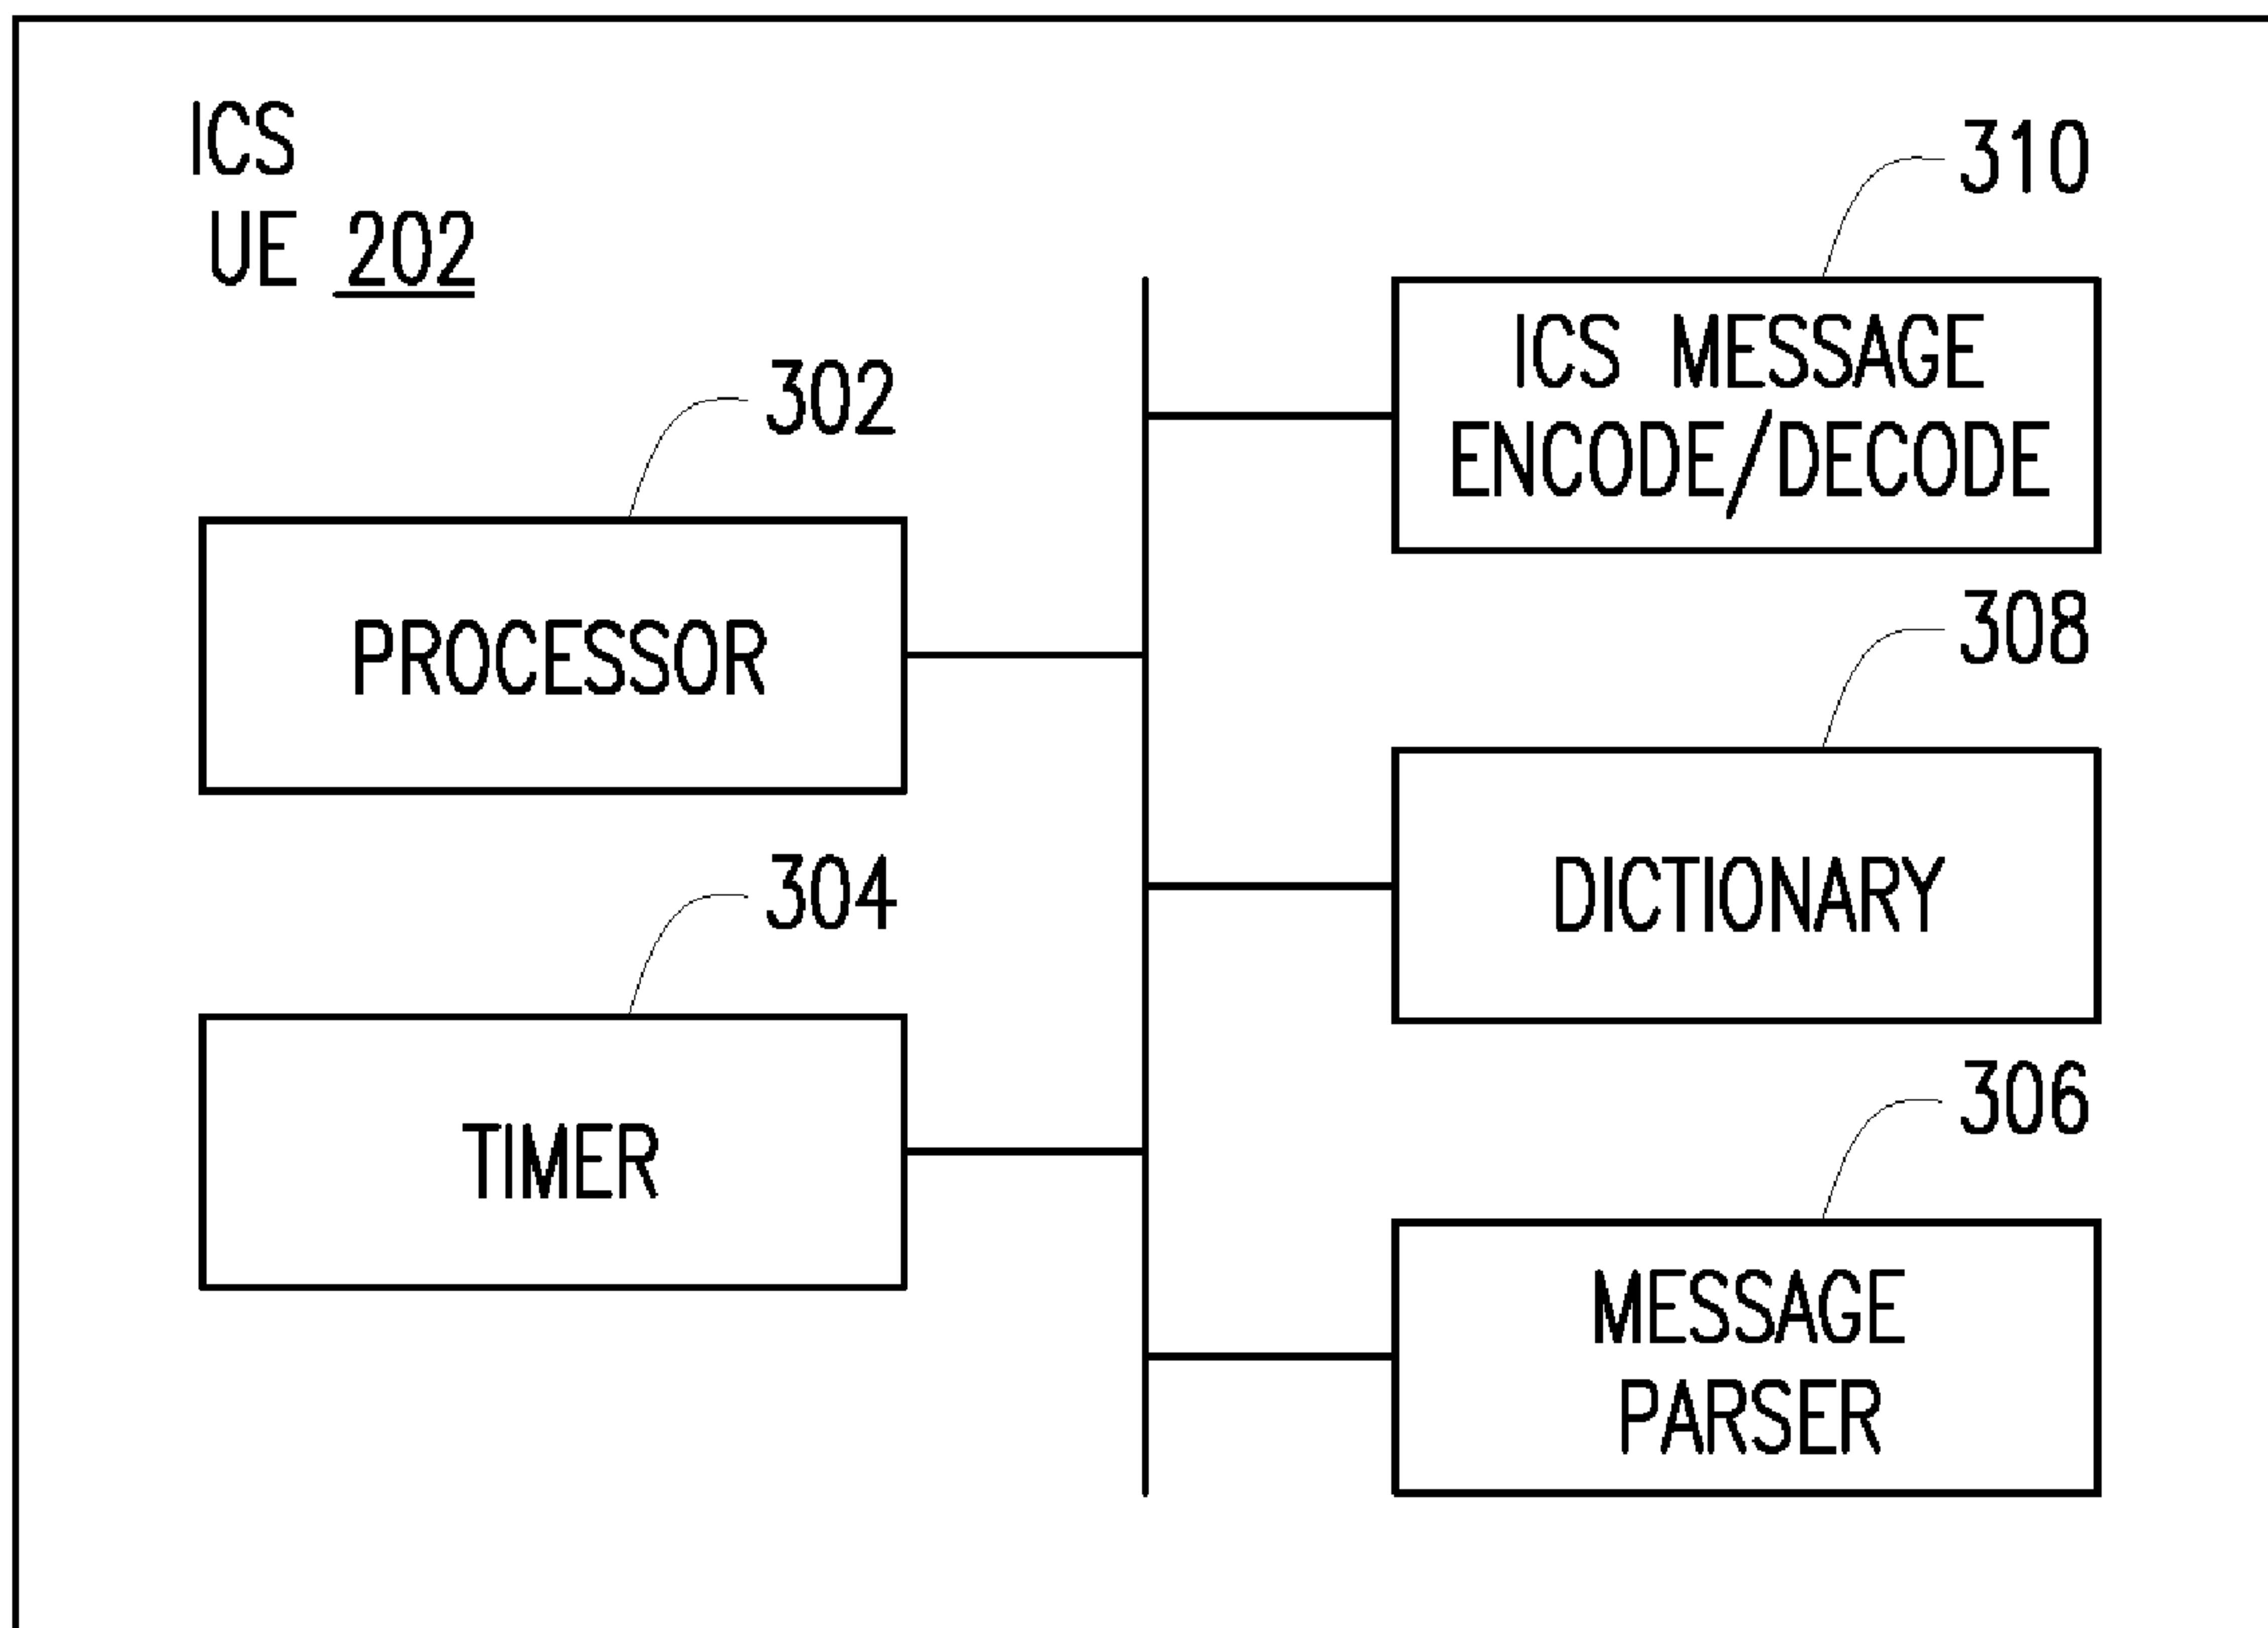 ICS
UE 202
310
ICS MESSAGE
ENCODE/DECODE
302
PROCESSOR
308
DICTIONARY
304
TIMER
306
MESSAGE
PARSER